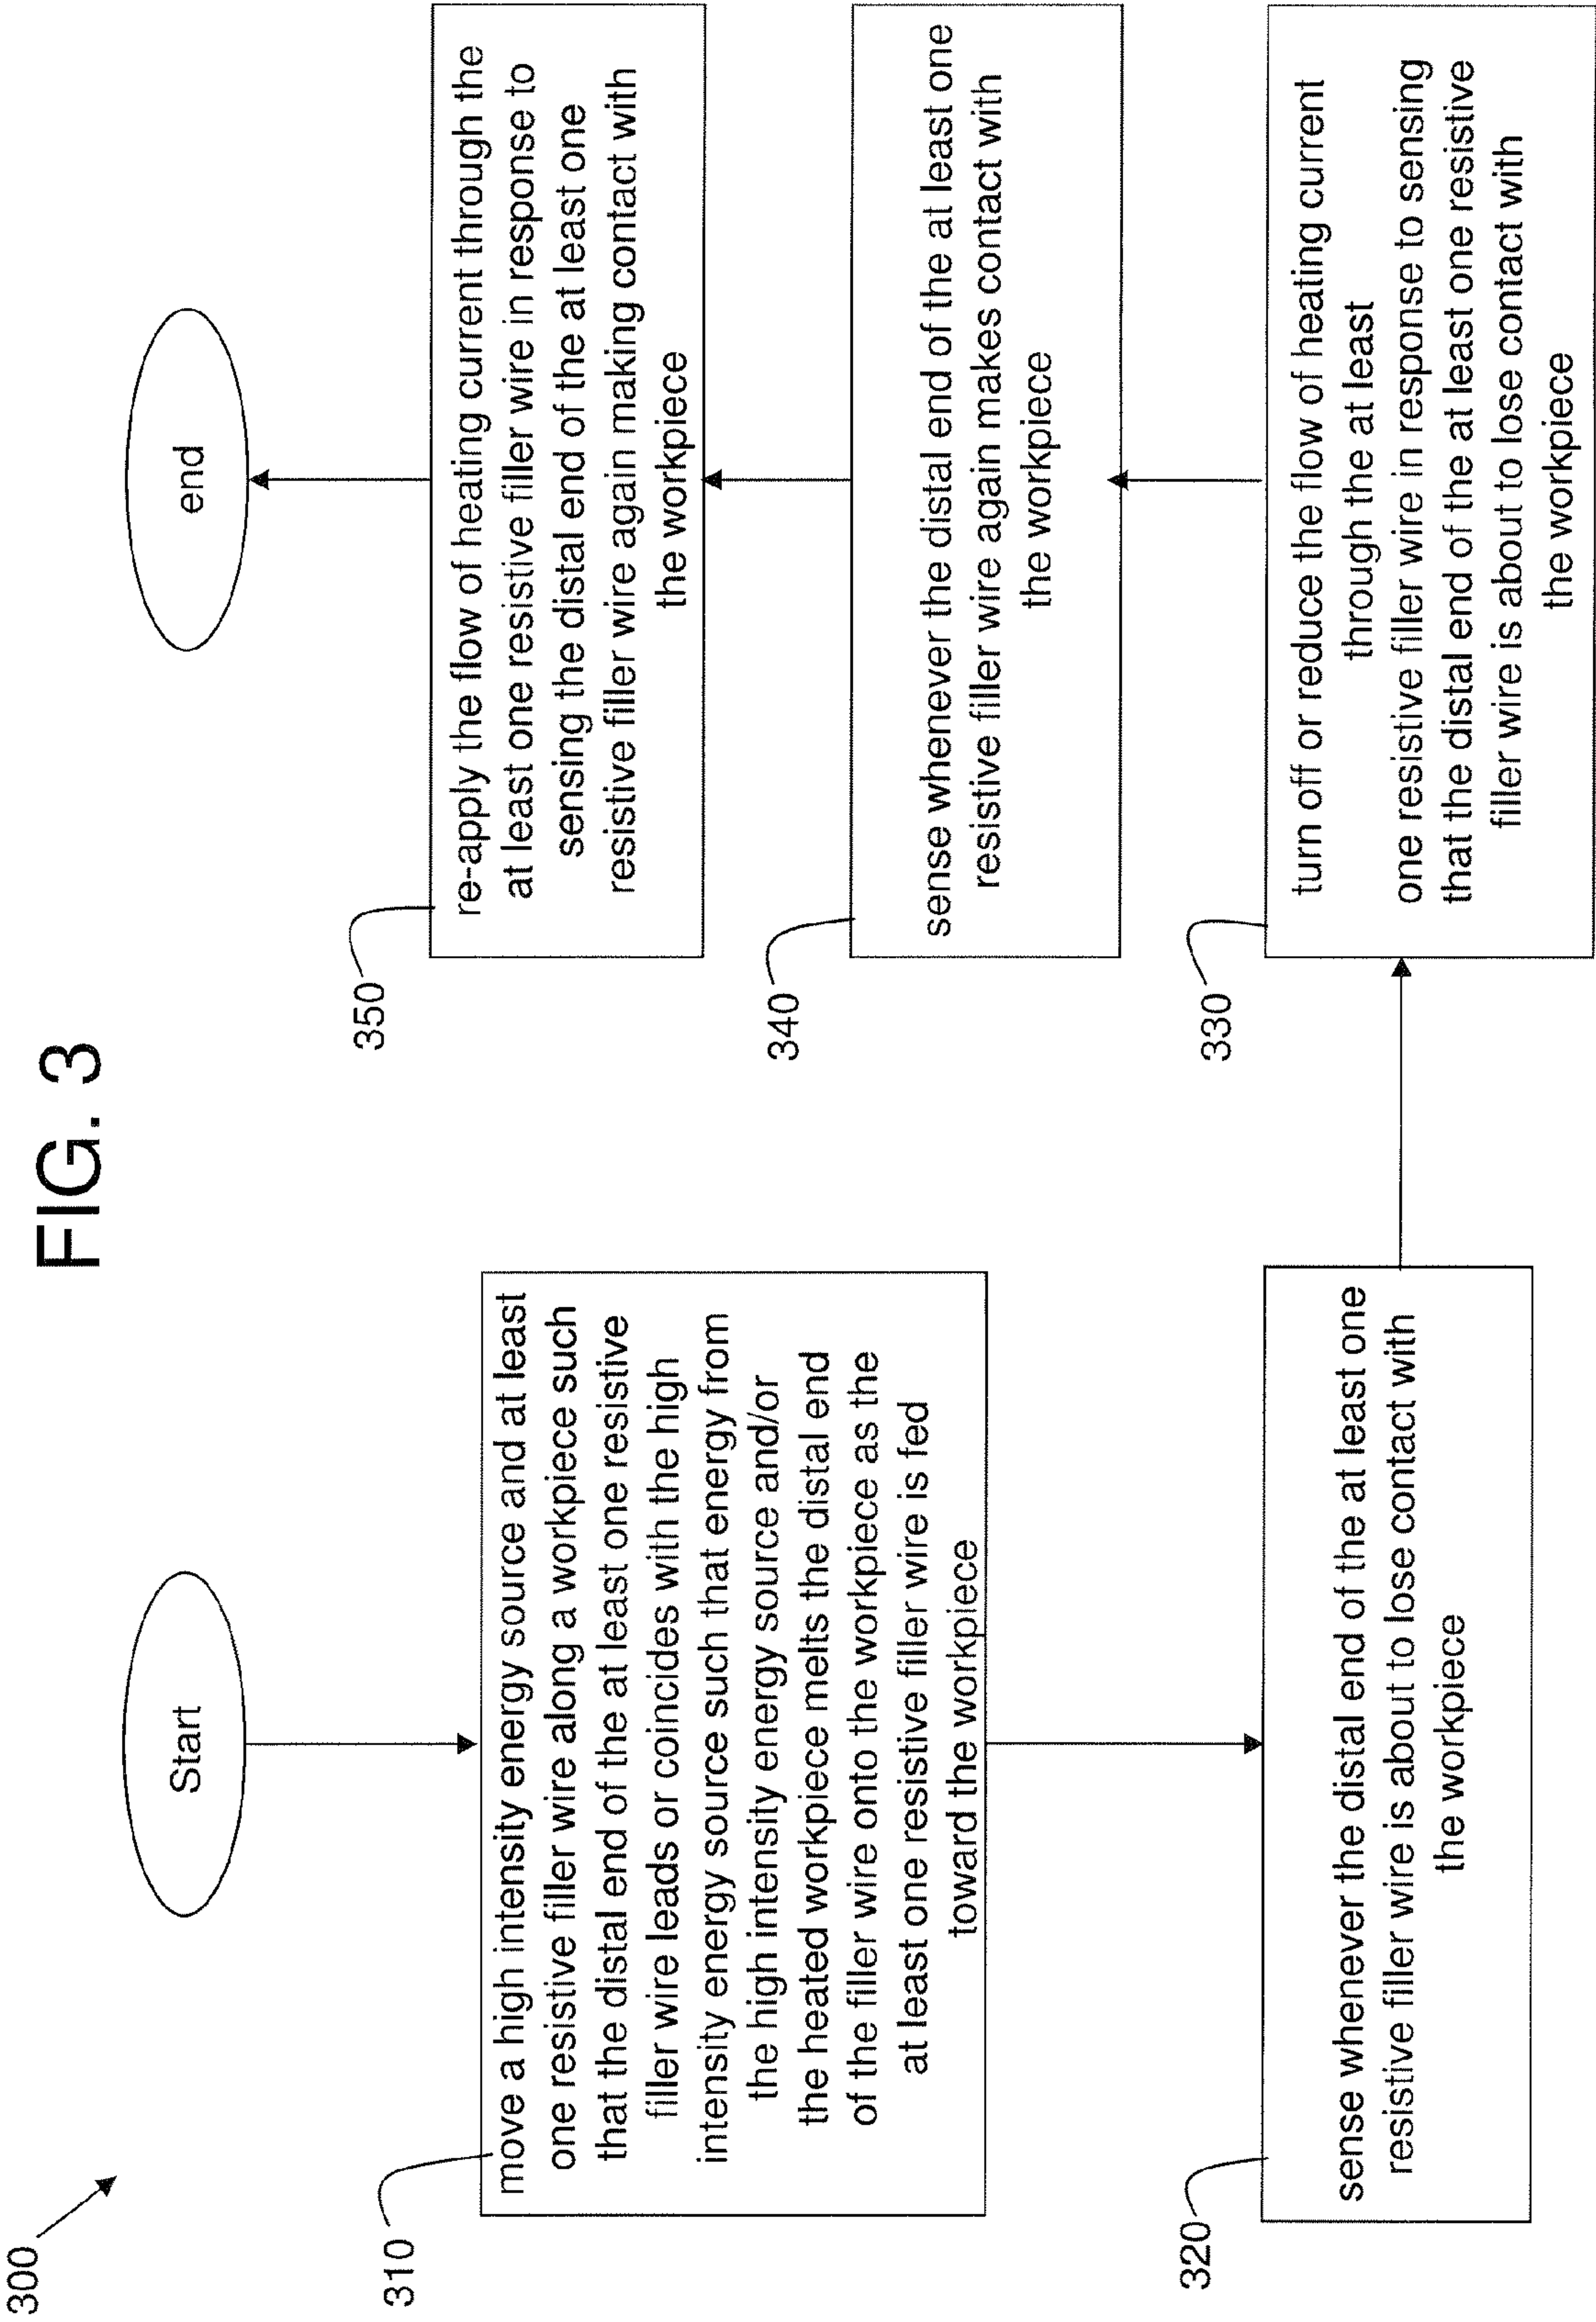 FIG. 3
300
Start
310
move a high intensity energy source and at least
one resistive filler wire along a workpiece such
that the distal end of the at least one resistive
filler wire leads or coincides with the high
intensity energy source such that energy from
the high intensity energy source and/or
the heated workpiece melts the distal end
of the filler wire onto the workpiece as the
at least one resistive filler wire is fed
toward the workpiece
320
sense whenever the distal end of the at least one
resistive filler wire is about to lose contact with
the workpiece
330
turn off or reduce the flow of heating current
through the at least
one resistive filler wire in response to sensing
that the distal end of the at least one resistive
filler wire is about to lose contact with
the workpiece
340
sense whenever the distal end of the at least one
resistive filler wire again makes contact with
the workpiece
350
re-apply the flow of heating current through the
at least one resistive filler wire in response to
sensing the distal end of the at least one
resistive filler wire again making contact with
the workpiece
end